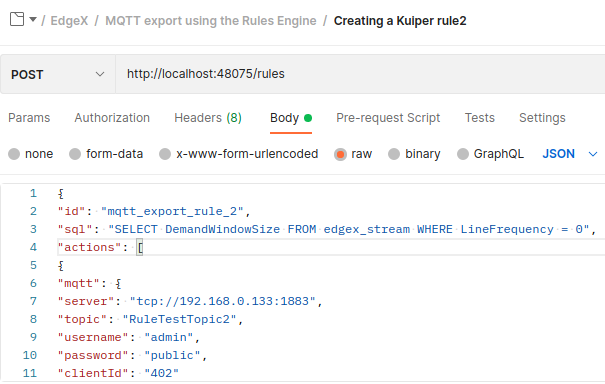 / EdgeX / MQTT export using the Rules Engine / Creating a Kuiper rule2
POST http://localhost:48075/rules
Params Authorization Headers (8) Body Pre-request Script Tests Settings
none form-data x-www-form-urlencoded raw binary GraphQL JSON
1 {
2 "id": "mqtt_export_rule_2",
3 "sql": "SELECT DemandWindowSize FROM edgex_stream WHERE LineFrequency = 0",
4 "actions": [
5 {
6 "mqtt": {
7 "server": "tcp://192.168.0.133:1883",
8 "topic": "RuleTestTopic2",
9 "username": "admin",
10 "password": "public",
11 "clientId": "402"